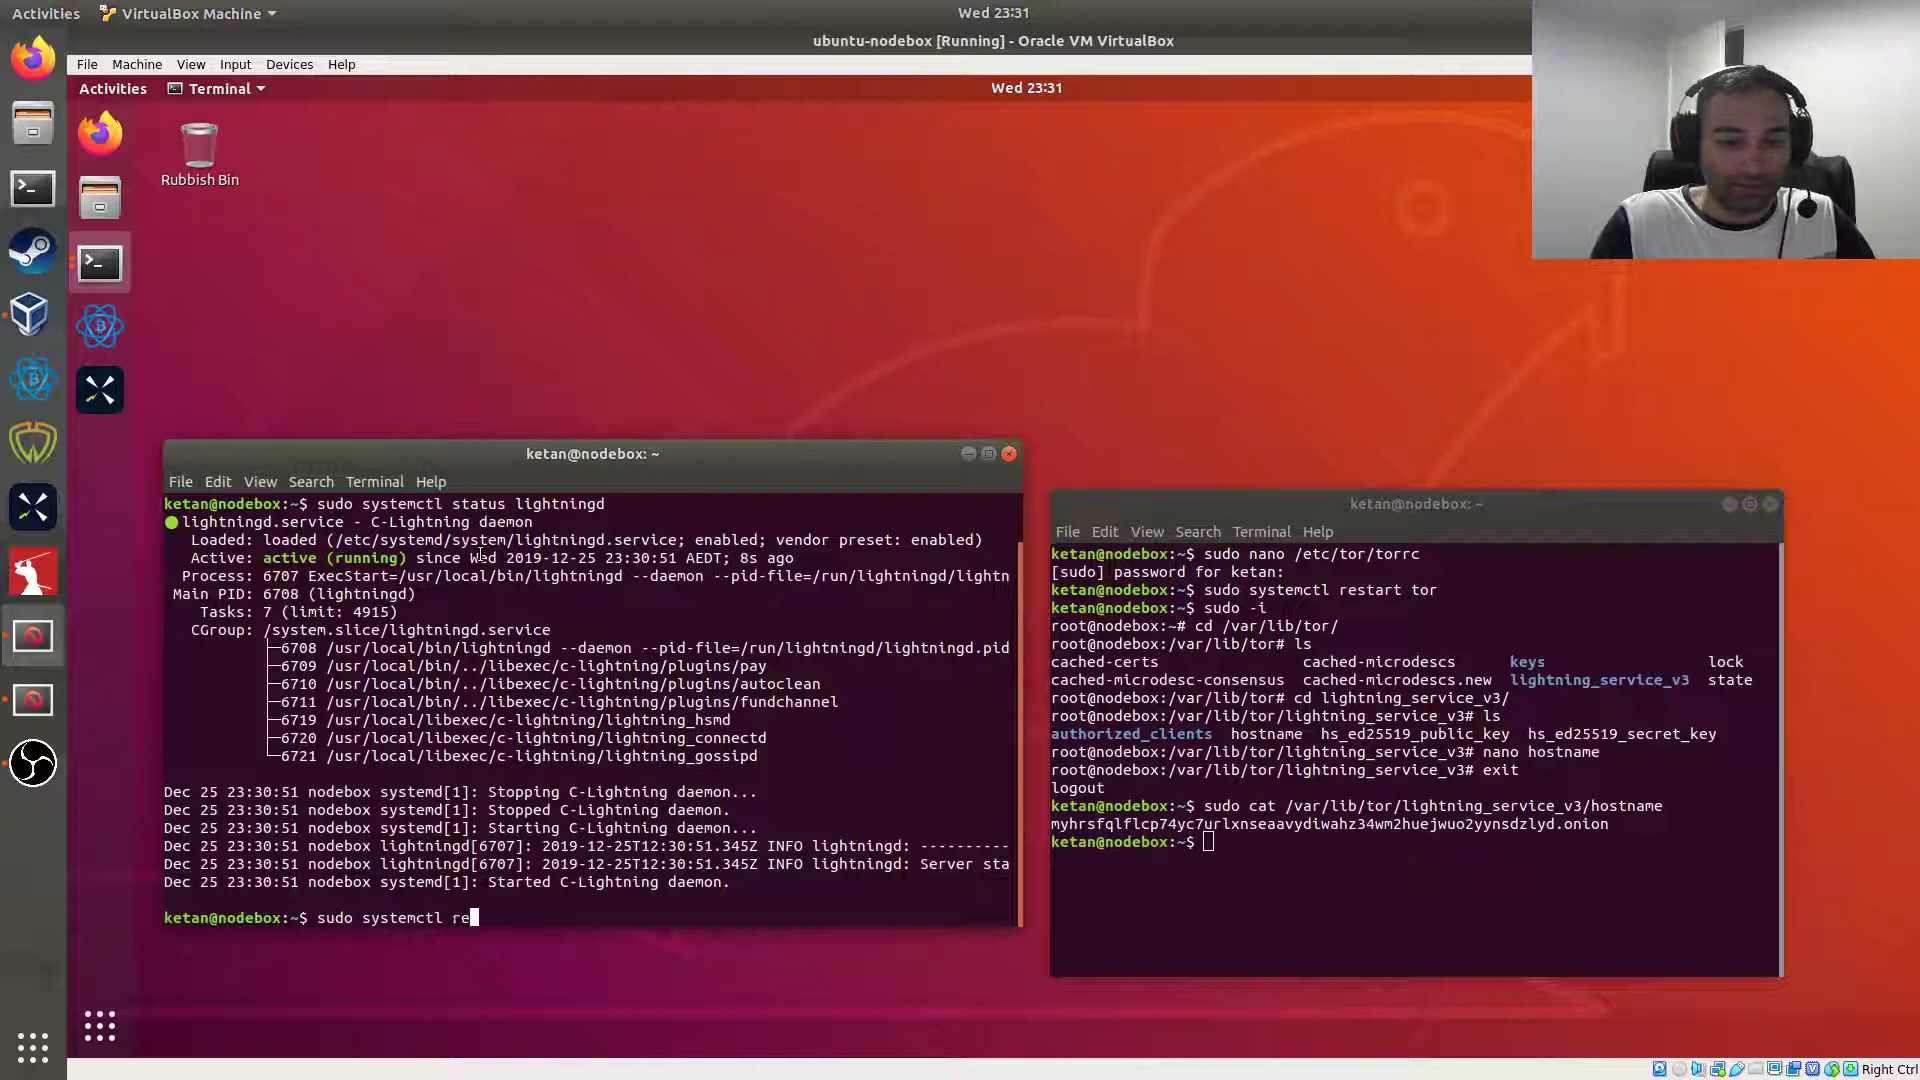 Activities VirtualBox Machine Wed 23:31
ubuntu-nodebox [Running] - Oracle VM VirtualBox
File Machine View Input Devices Help
Activities Terminal Wed 23:31
Rubbish Bin
ketan@nodebox: ~
File Edit View Search Terminal Help
ketan@nodebox:~$ sudo systemctl status lightningd
lightningd.service - C-Lightning daemon
Loaded: loaded (/etc/systemd/system/lightningd.service; enabled; vendor preset: enabled)
Active: active (running) since Wed 2019-12-25 23:30:51 AEDT; 8s ago
Process: 6707 ExecStart=/usr/local/bin/lightningd --daemon --pid-file=/run/lightningd/lightn
Main PID: 6708 (lightningd)
Tasks: 7 (limit: 4915)
CGroup: /system.slice/lightningd.service
├─6708 /usr/local/bin/lightningd --daemon --pid-file=/run/lightningd/lightningd.pid
├─6709 /usr/local/bin/../libexec/c-lightning/plugins/pay
├─6710 /usr/local/bin/../libexec/c-lightning/plugins/autoclean
├─6711 /usr/local/bin/../libexec/c-lightning/plugins/fundchannel
├─6719 /usr/local/libexec/c-lightning/lightning_hsmd
├─6720 /usr/local/libexec/c-lightning/lightning_connectd
└─6721 /usr/local/libexec/c-lightning/lightning_gossipd
Dec 25 23:30:51 nodebox systemd[1]: Stopping C-Lightning daemon...
Dec 25 23:30:51 nodebox systemd[1]: Stopped C-Lightning daemon.
Dec 25 23:30:51 nodebox systemd[1]: Starting C-Lightning daemon...
Dec 25 23:30:51 nodebox lightningd[6707]: 2019-12-25T12:30:51.345Z INFO lightningd: ----------
Dec 25 23:30:51 nodebox lightningd[6707]: 2019-12-25T12:30:51.345Z INFO lightningd: Server sta
Dec 25 23:30:51 nodebox systemd[1]: Started C-Lightning daemon.
ketan@nodebox:~$ sudo systemctl re
ketan@nodebox: ~
File Edit View Search Terminal Help
ketan@nodebox:~$ sudo nano /etc/tor/torrc
[sudo] password for ketan:
ketan@nodebox:~$ sudo systemctl restart tor
ketan@nodebox:~$ sudo -i
root@nodebox:~# cd /var/lib/tor/
root@nodebox:/var/lib/tor# ls
cached-certs cached-microdescs keys lock
cached-microdesc-consensus cached-microdescs.new lightning_service_v3 state
root@nodebox:/var/lib/tor# cd lightning_service_v3/
root@nodebox:/var/lib/tor/lightning_service_v3# ls
authorized_clients hostname hs_ed25519_public_key hs_ed25519_secret_key
root@nodebox:/var/lib/tor/lightning_service_v3# nano hostname
root@nodebox:/var/lib/tor/lightning_service_v3# exit
logout
ketan@nodebox:~$ sudo cat /var/lib/tor/lightning_service_v3/hostname
myhrsfqlflcp74yc7urlxnseaavydiwahz34wm2huejwuo2yynsdzlyd.onion
ketan@nodebox:~$
Right Ctrl